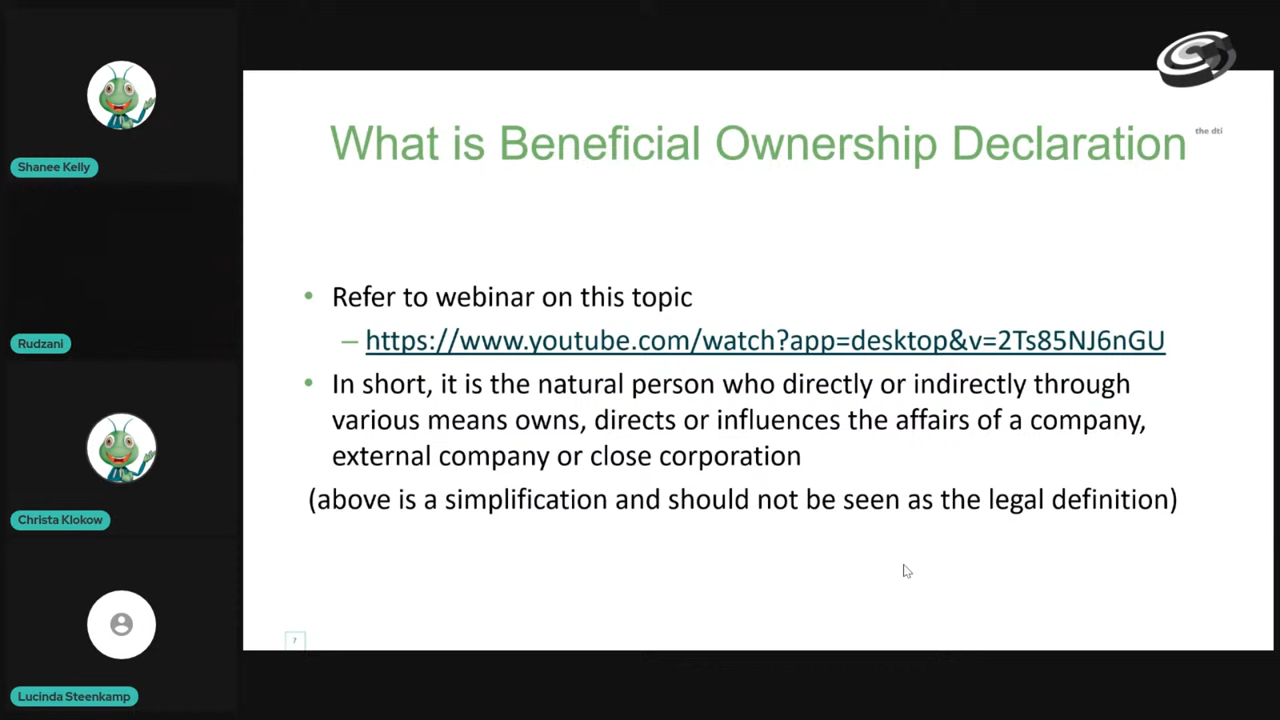 Shanee Kelly
Rudzani
Christa Klokow
Lucinda Steenkamp
the dti
What is Beneficial Ownership Declaration
• Refer to webinar on this topic
– https://www.youtube.com/watch?app=desktop&v=2Ts85NJ6nGU
• In short, it is the natural person who directly or indirectly through
various means owns, directs or influences the affairs of a company,
external company or close corporation
(above is a simplification and should not be seen as the legal definition)
7